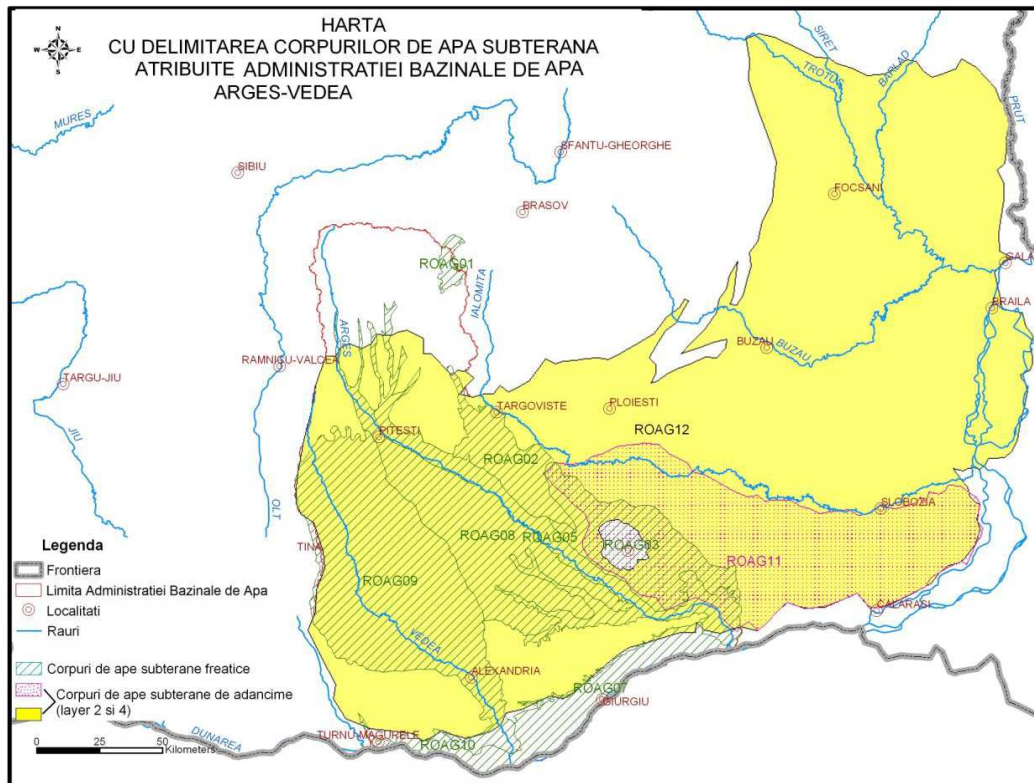 HARTA
CU DELIMITAREA CORPURILOR DE APA SUBTERANA
ATRIBUITE ADMINISTRATIEI BAZINALE DE APA
ARGES-VEDEA
N
W E
S
SIRET
TROTUS
BARLAD
PRUT
MURES
SFANTU-GHEORGHE
SIBIU
FOCSANI
BRASOV
ROAG01
GALA
IALOMITA
BRAILA
ARGES
BUZAU
BUZAU
RAMNICU-VALCEA
TARGU-JIU
TARGOVISTE
PLOIESTI
JIU
PITESTI
ROAG12
ROAG02
OLT
SLOBOZIA
ROAG08
ROAG05
ROAG03
TINA
ROAG11
ROAG09
CALARASI
VEDEA
ALEXANDRIA
ROAG07
GIURGIU
TURNU-MAGURELE
DUNAREA
ROAG10
Legenda
Frontiera
Limita Administratiei Bazinale de Apa
Localitati
Rauri
Corpuri de ape subterane freatice
Corpuri de ape subterane de adancime
(layer 2 si 4)
0 25 50
Kilometers